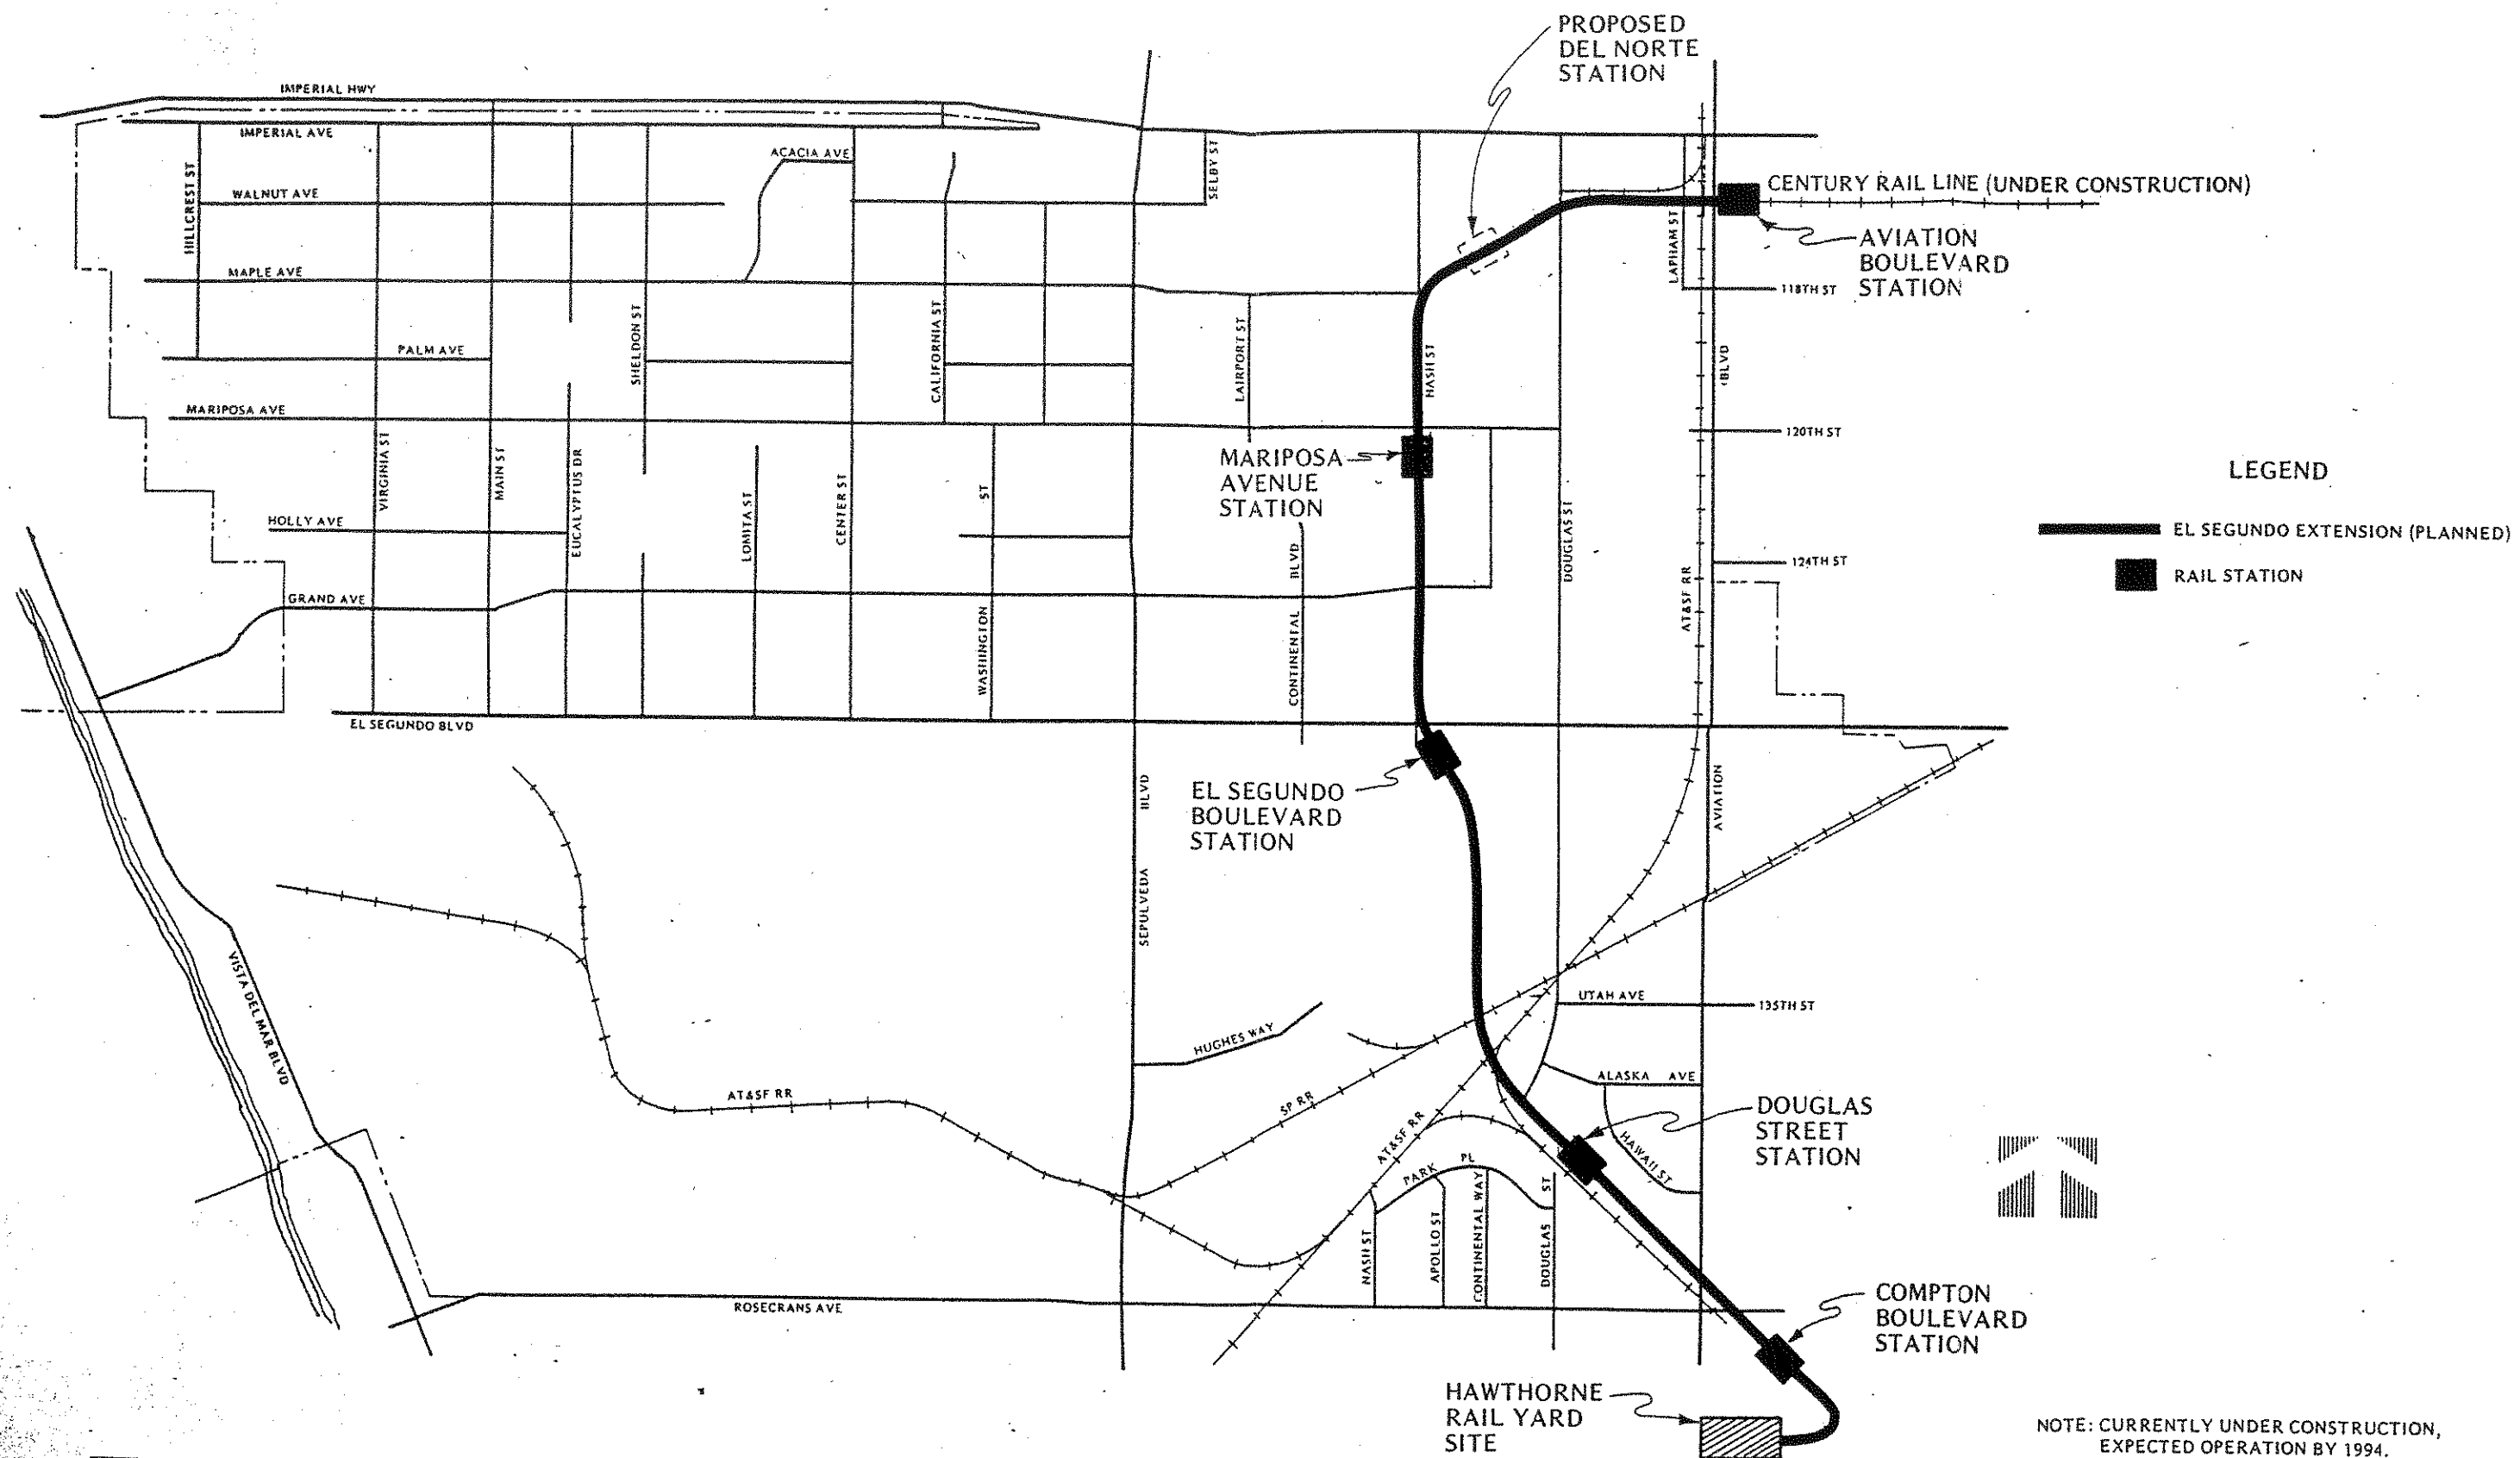 PROPOSED
DEL NORTE
STATION
IMPERIAL HWY
IMPERIAL AVE
ACACIA AVE
SELBY ST
HILLCREST ST
WALNUT AVE
CENTURY RAIL LINE (UNDER CONSTRUCTION)
LAPHAM ST
AVIATION
BOULEVARD
STATION
MAPLE AVE
118TH ST
SHELDON ST
CALIFORNIA ST
LAIRPORT ST
NASH ST
BLVD
PALM AVE
MARIPOSA AVE
120TH ST
VIRGINIA ST
MAIN ST
EUCALYPTUS DR
MARIPOSA
AVENUE
STATION
LEGEND
HOLLY AVE
LOMITA ST
CENTER ST
ST
BLVD
DOUGLAS ST
EL SEGUNDO EXTENSION (PLANNED)
124TH ST
RAIL STATION
GRAND AVE
WASHINGTON
CONTINENTAL
AT&SF RR
EL SEGUNDO BLVD
BLVD
EL SEGUNDO
BOULEVARD
STATION
AVIATION
SEPULVEDA
VISTA DEL MAR BLVD
UTAH AVE
135TH ST
HUGHES WAY
ALASKA AVE
AT&SF RR
SP RR
AT&SF RR
DOUGLAS
STREET
STATION
HAWAII ST
PARK PL
NASH ST
APOLLO ST
CONTINENTAL WAY
DOUGLAS ST
ROSECRANS AVE
COMPTON
BOULEVARD
STATION
HAWTHORNE
RAIL YARD
SITE
NOTE: CURRENTLY UNDER CONSTRUCTION,
EXPECTED OPERATION BY 1994.